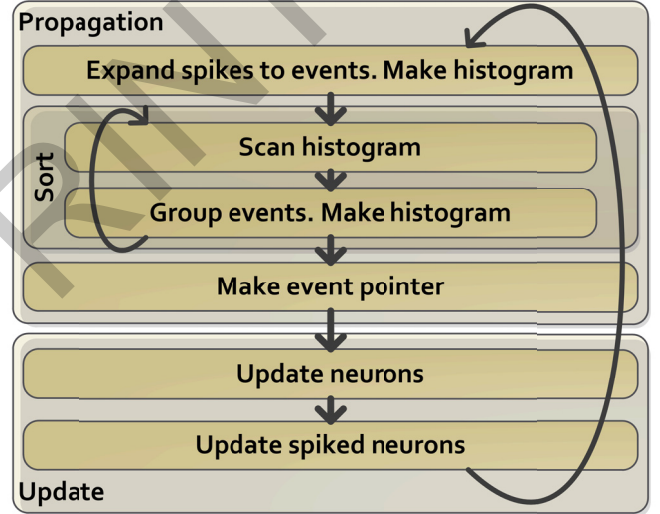 Propagation
Expand spikes to events. Make histogram
Sort
Scan histogram
Group events. Make histogram
Make event pointer
Update neurons
Update spiked neurons
Update
RINT